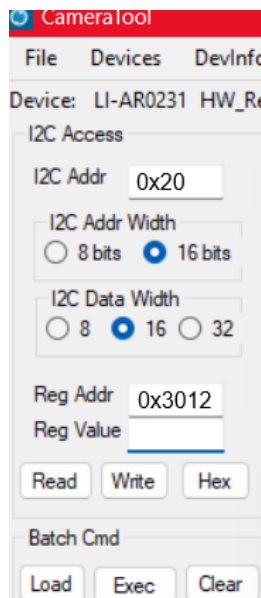 CameraTool
File Devices DevInfo
Device: LI-AR0231 HW_Re
I2C Access
I2C Addr 0x20
I2C Addr Width
8 bits 16 bits
I2C Data Width
8 16 32
Reg Addr 0x3012
Reg Value
Read Write Hex
Batch Cmd
Load Exec Clear